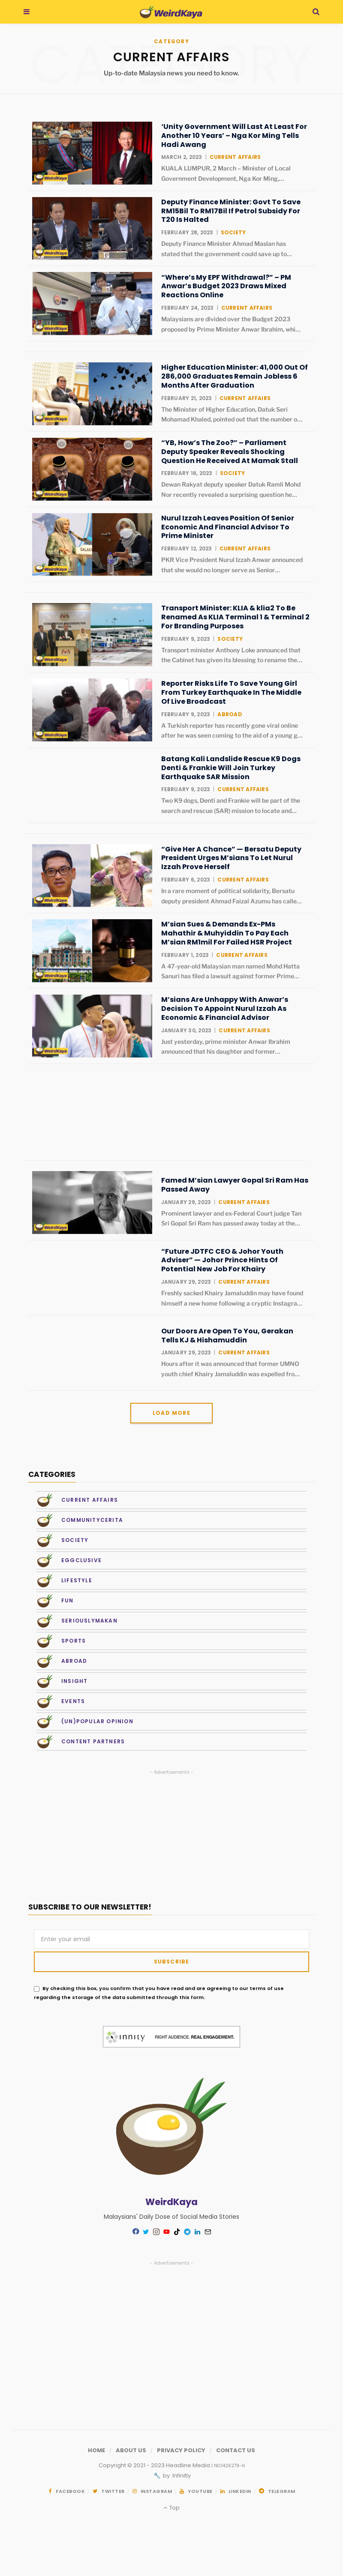 WeirdKaya
CATEGORY
CURRENT AFFAIRS
Up-to-date Malaysia news you need to know.
'Unity Government Will Last At Least For
Another 10 Years' – Nga Kor Ming Tells
Hadi Awang
MARCH 2, 2023 | CURRENT AFFAIRS
KUALA LUMPUR, 2 March – Minister of Local
Government Development, Nga Kor Ming,...
Deputy Finance Minister: Govt To Save
RM15Bil To RM17Bil If Petrol Subsidy For
T20 Is Halted
FEBRUARY 28, 2023 | SOCIETY
Deputy Finance Minister Ahmad Maslan has
stated that the government could save up to...
"Where's My EPF Withdrawal?" – PM
Anwar's Budget 2023 Draws Mixed
Reactions Online
FEBRUARY 24, 2023 | CURRENT AFFAIRS
Malaysians are divided over the Budget 2023
proposed by Prime Minister Anwar Ibrahim, whi...
Higher Education Minister: 41,000 Out Of
286,000 Graduates Remain Jobless 6
Months After Graduation
FEBRUARY 21, 2023 | CURRENT AFFAIRS
The Minister of Higher Education, Datuk Seri
Mohamad Khaled, pointed out that the number o...
"YB, How's The Zoo?" – Parliament
Deputy Speaker Reveals Shocking
Question He Received At Mamak Stall
FEBRUARY 18, 2023 | SOCIETY
Dewan Rakyat deputy speaker Datuk Ramli Mohd
Nor recently revealed a surprising question he...
Nurul Izzah Leaves Position Of Senior
Economic And Financial Advisor To
Prime Minister
FEBRUARY 12, 2023 | CURRENT AFFAIRS
PKR Vice President Nurul Izzah Anwar announced
that she would no longer serve as Senior...
Transport Minister: KLIA & klia2 To Be
Renamed As KLIA Terminal 1 & Terminal 2
For Branding Purposes
FEBRUARY 9, 2023 | SOCIETY
Transport minister Anthony Loke announced that
the Cabinet has given its blessing to rename the...
Reporter Risks Life To Save Young Girl
From Turkey Earthquake In The Middle
Of Live Broadcast
FEBRUARY 9, 2023 | ABROAD
A Turkish reporter has recently gone viral online
after he was seen coming to the aid of a young g...
Batang Kali Landslide Rescue K9 Dogs
Denti & Frankie Will Join Turkey
Earthquake SAR Mission
FEBRUARY 9, 2023 | CURRENT AFFAIRS
Two K9 dogs, Denti and Frankie will be part of the
search and rescue (SAR) mission to locate and...
"Give Her A Chance" — Bersatu Deputy
President Urges M'sians To Let Nurul
Izzah Prove Herself
FEBRUARY 6, 2023 | CURRENT AFFAIRS
In a rare moment of political solidarity, Bersatu
deputy president Ahmad Faizal Azumu has calle...
M'sian Sues & Demands Ex-PMs
Mahathir & Muhyiddin To Pay Each
M'sian RM1mil For Failed HSR Project
FEBRUARY 1, 2023 | CURRENT AFFAIRS
A 47-year-old Malaysian man named Mohd Hatta
Sanuri has filed a lawsuit against former Prime...
M'sians Are Unhappy With Anwar's
Decision To Appoint Nurul Izzah As
Economic & Financial Advisor
JANUARY 30, 2023 | CURRENT AFFAIRS
Just yesterday, prime minister Anwar Ibrahim
announced that his daughter and former...
Famed M'sian Lawyer Gopal Sri Ram Has
Passed Away
JANUARY 29, 2023 | CURRENT AFFAIRS
Prominent lawyer and ex-Federal Court judge Tan
Sri Gopal Sri Ram has passed away today at the...
"Future JDTFC CEO & Johor Youth
Adviser" — Johor Prince Hints Of
Potential New Job For Khairy
JANUARY 29, 2023 | CURRENT AFFAIRS
Freshly sacked Khairy Jamaluddin may have found
himself a new home following a cryptic Instagra...
Our Doors Are Open To You, Gerakan
Tells KJ & Hishamuddin
JANUARY 29, 2023 | CURRENT AFFAIRS
Hours after it was announced that former UMNO
youth chief Khairy Jamaluddin was expelled fro...
LOAD MORE
CATEGORIES
CURRENT AFFAIRS
COMMUNITYCERITA
SOCIETY
EGGCLUSIVE
LIFESTYLE
FUN
SERIOUSLYMAKAN
SPORTS
ABROAD
INSIGHT
EVENTS
(UN)POPULAR OPINION
CONTENT PARTNERS
- Advertisements -
SUBSCRIBE TO OUR NEWSLETTER!
Enter your email
SUBSCRIBE
By checking this box, you confirm that you have read and are agreeing to our terms of use
regarding the storage of the data submitted through this form.
innity RIGHT AUDIENCE. REAL ENGAGEMENT.
WeirdKaya
Malaysians' Daily Dose of Social Media Stories
- Advertisements -
HOME / ABOUT US / PRIVACY POLICY / CONTACT US
Copyright © 2021 - 2023 Headline Media
by Infinity
FACEBOOK TWITTER INSTAGRAM YOUTUBE LINKEDIN TELEGRAM
Top